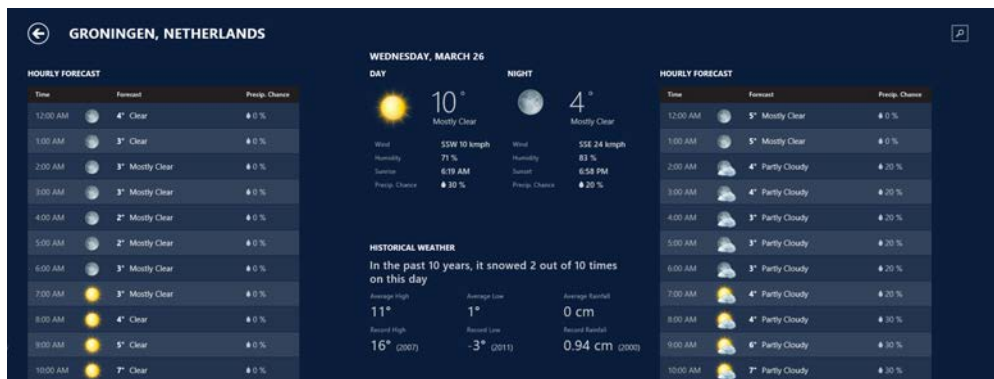 GRONINGEN, NETHERLANDS
HOURLY FORECAST
Time Forecast Precip. Chance
12:00 AM 4° Clear 0 %
1:00 AM 3° Clear 0 %
2:00 AM 3° Mostly Clear 0 %
3:00 AM 3° Mostly Clear 0 %
4:00 AM 2° Mostly Clear 0 %
5:00 AM 2° Mostly Clear 0 %
6:00 AM 3° Mostly Clear 0 %
7:00 AM 3° Mostly Clear 0 %
8:00 AM 4° Clear 0 %
9:00 AM 5° Clear 0 %
10:00 AM 7° Clear 0 %
WEDNESDAY, MARCH 26
DAY NIGHT
10° 4°
Mostly Clear Mostly Clear
Wind SSW 10 kmph Wind SSE 24 kmph
Humidity 71 % Humidity 83 %
Sunrise 6:19 AM Sunset 6:58 PM
Precip. Chance 30 % Precip. Chance 20 %
HISTORICAL WEATHER
In the past 10 years, it snowed 2 out of 10 times
on this day
Average High Average Low Average Rainfall
11° 1° 0 cm
Record High Record Low Record Rainfall
16° (2007) -3° (2011) 0.94 cm (2000)
HOURLY FORECAST
Time Forecast Precip. Chance
12:00 AM 5° Mostly Clear 0 %
1:00 AM 5° Mostly Clear 0 %
2:00 AM 4° Partly Cloudy 20 %
3:00 AM 4° Partly Cloudy 20 %
4:00 AM 3° Partly Cloudy 20 %
5:00 AM 3° Partly Cloudy 20 %
6:00 AM 3° Partly Cloudy 20 %
7:00 AM 4° Partly Cloudy 20 %
8:00 AM 4° Partly Cloudy 30 %
9:00 AM 6° Partly Cloudy 30 %
10:00 AM 7° Partly Cloudy 30 %